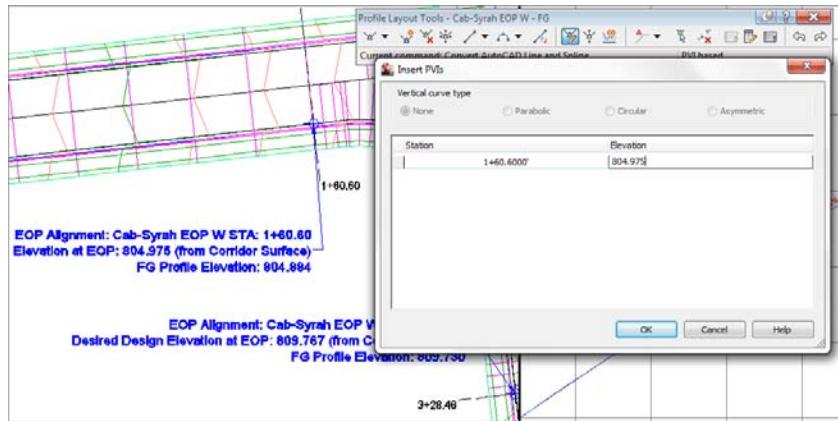 Profile Layout Tools - Cab-Syrah EOP W - FG
Current command: Convert AutoCAD Line and Spline
PVI based
Insert PVIs
Vertical curve type
None
Parabolic
Circular
Asymmetric
Station
Elevation
1+60.6000'
804.975
OK
Cancel
Help
1+60.60
EOP Alignment: Cab-Syrah EOP W STA: 1+60.60
Elevation at EOP: 804.975 (from Corridor Surface)
FG Profile Elevation: 804.884
EOP Alignment: Cab-Syrah EOP W
Desired Design Elevation at EOP: 809.767 (from C
FG Profile Elevation: 809.730
3+28.48